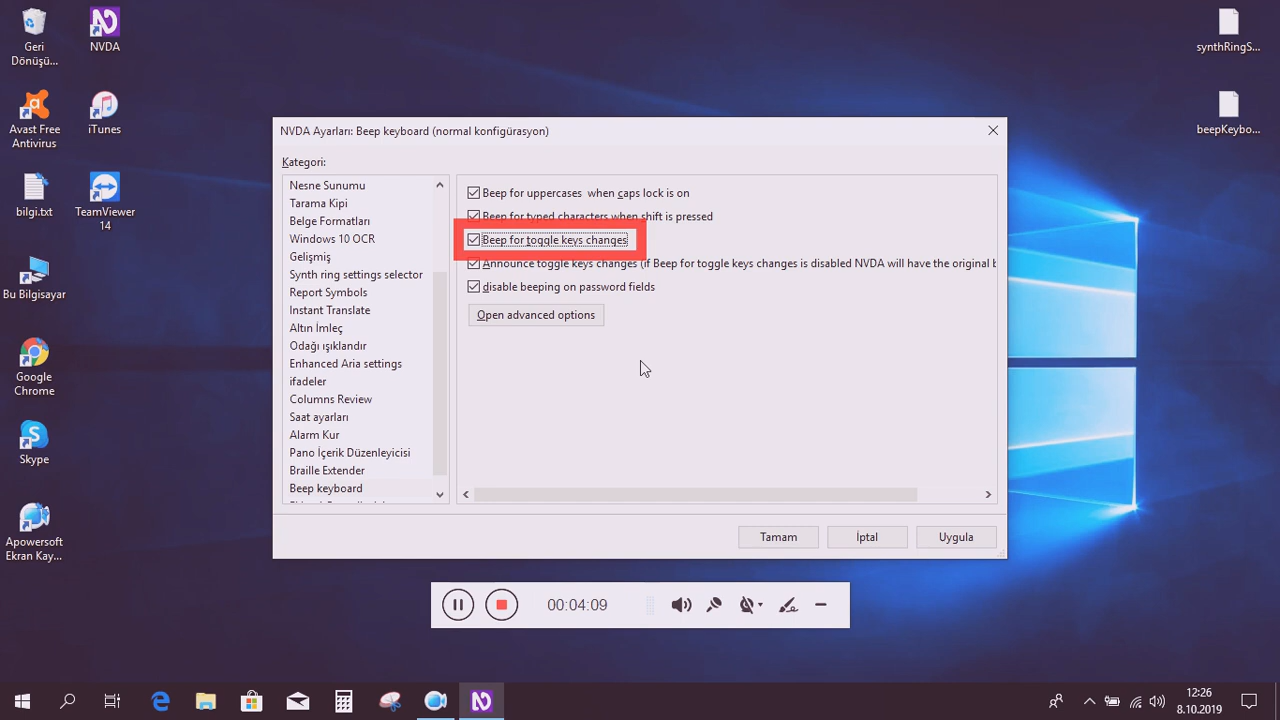 Geri
Dönüşü...
NVDA
Avast Free
Antivirus
iTunes
bilgi.txt
TeamViewer
14
Bu Bilgisayar
Google
Chrome
Skype
Apowersoft
Ekran Kay...
synthRingS...
beepKeybo...
NVDA Ayarları: Beep keyboard (normal konfigürasyon)
Kategori:
Nesne Sunumu
Tarama Kipi
Belge Formatları
Windows 10 OCR
Gelişmiş
Synth ring settings selector
Report Symbols
Instant Translate
Altın İmleç
Odağı ışıklandır
Enhanced Aria settings
ifadeler
Columns Review
Saat ayarları
Alarm Kur
Pano İçerik Düzenleyicisi
Braille Extender
Beep keyboard
Beep for uppercases when caps lock is on
Beep for typed characters when shift is pressed
Beep for toggle keys changes
Announce toggle keys changes (if Beep for toggle keys changes is disabled NVDA will have the original b
disable beeping on password fields
Open advanced options
Tamam
İptal
Uygula
00:04:09
12:26
8.10.2019